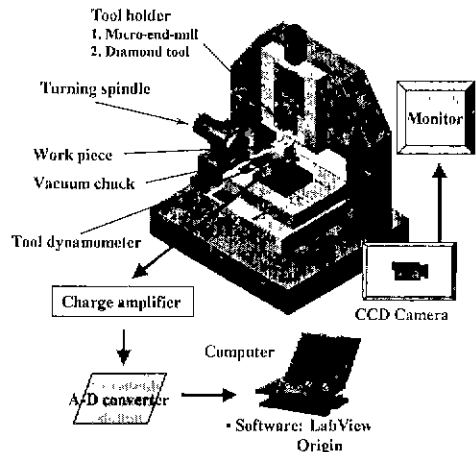 Tool holder
1. Micro-end-mill
2. Diamond tool
Turning spindle
Monitor
Work piece
Vacuum chuck
Tool dynamometer
Charge amplifier
CCD Camera
Computer
A-D converter
• Software: LabView
Origin